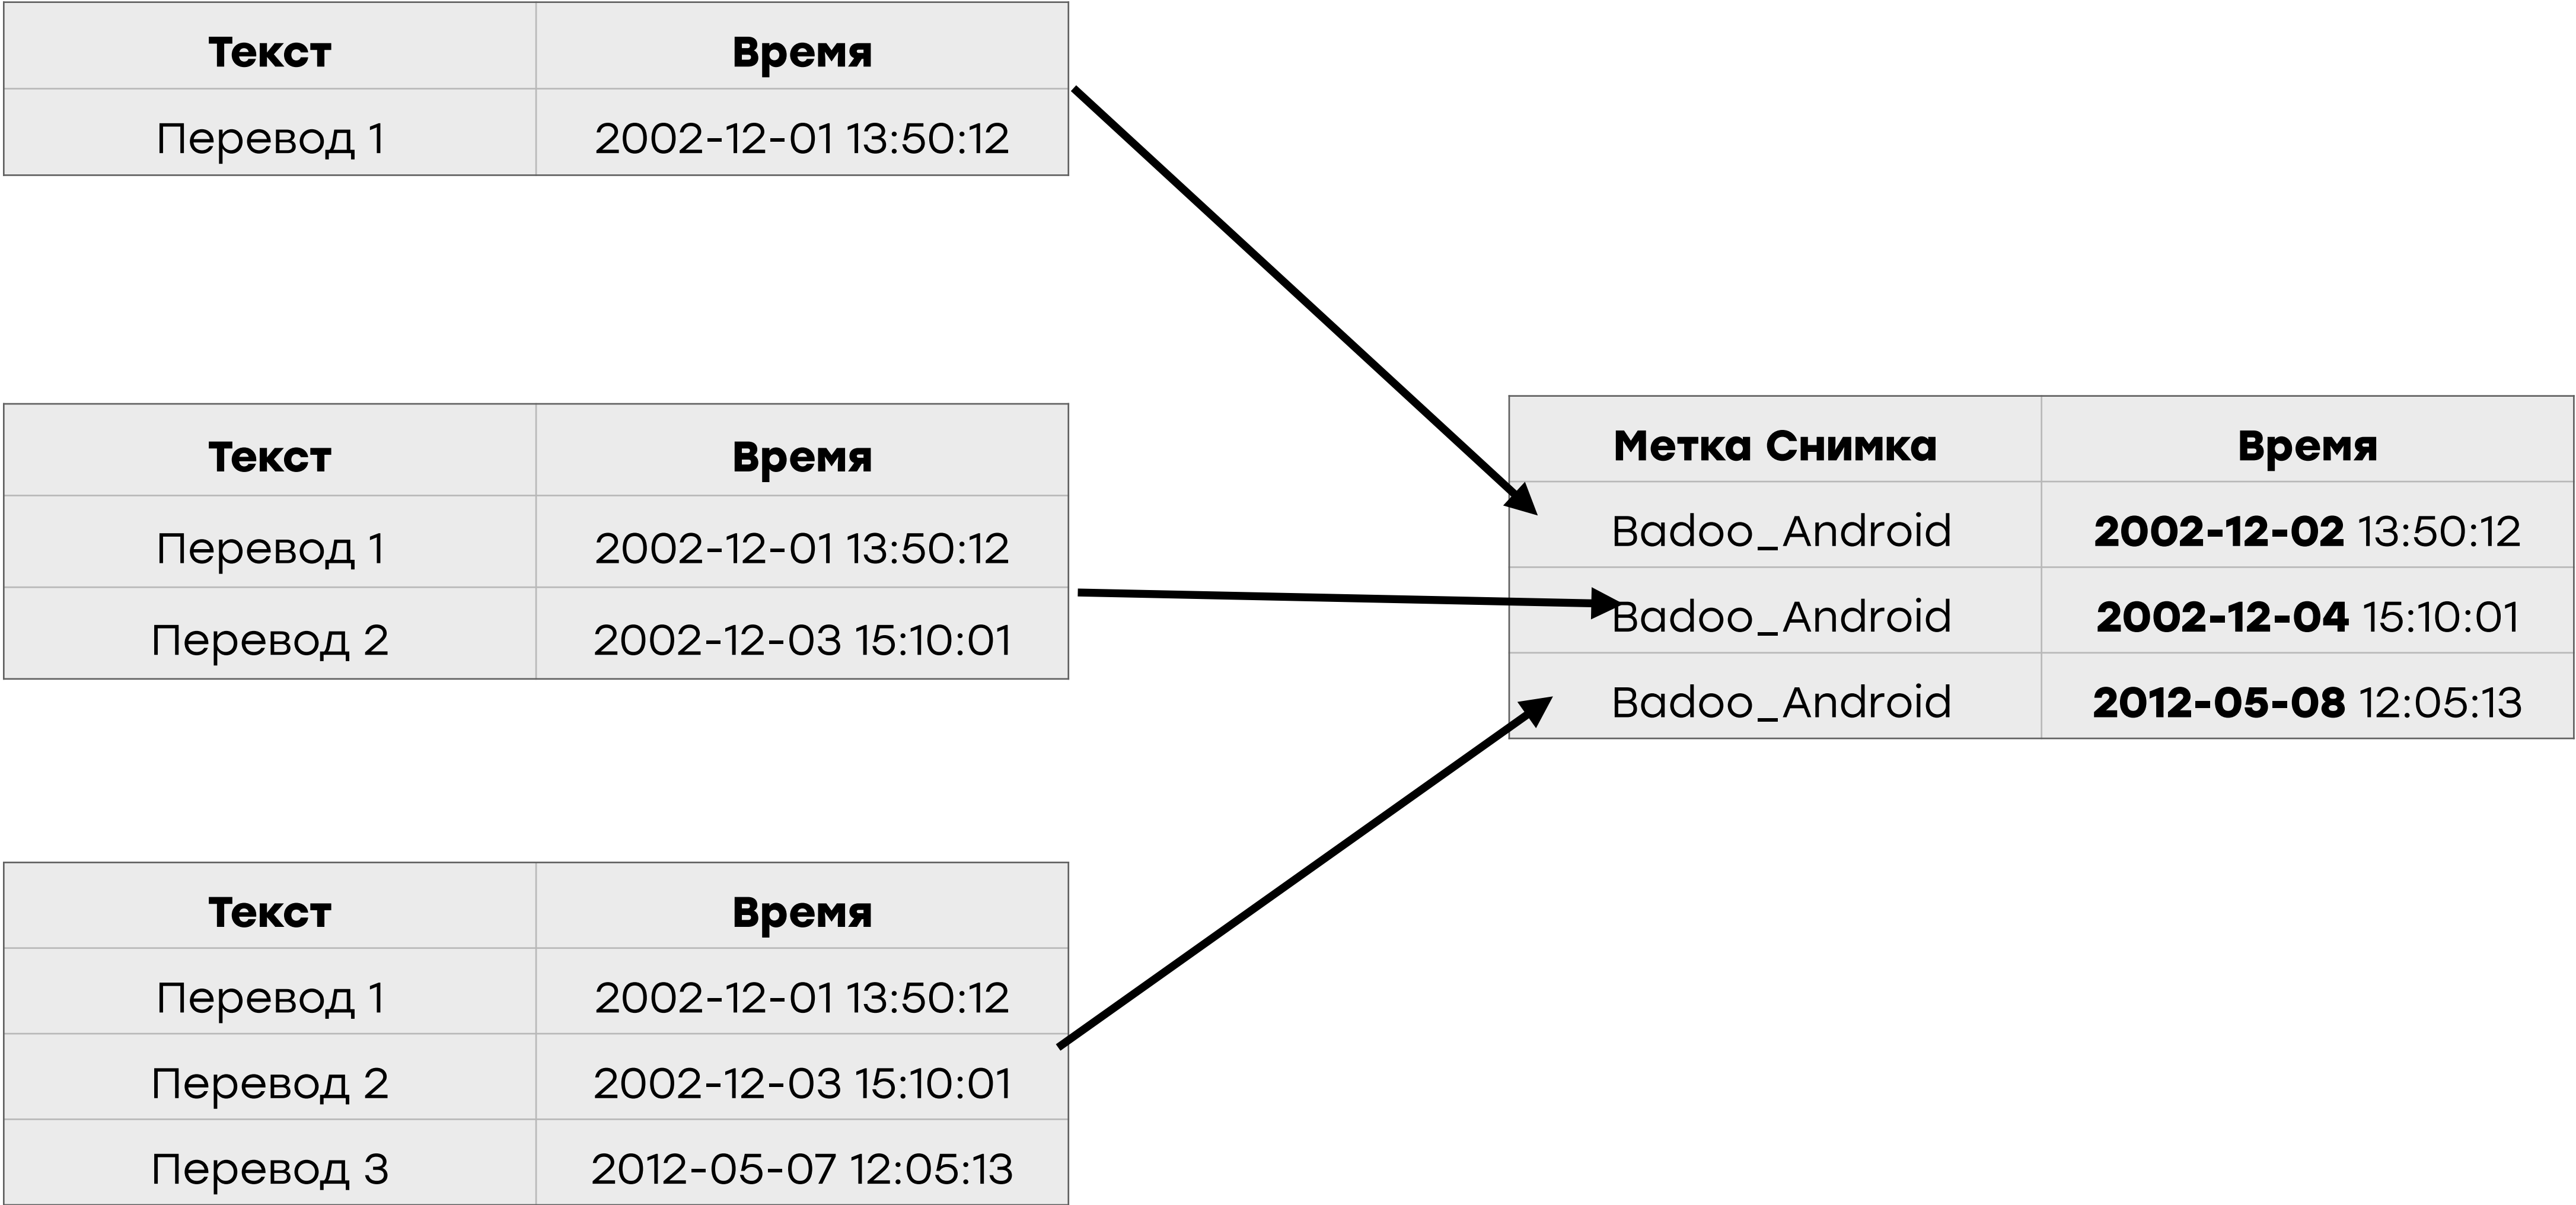 Текст Время
Перевод 1 2002-12-01 13:50:12
Текст Время
Перевод 1 2002-12-01 13:50:12
Перевод 2 2002-12-03 15:10:01
Метка Снимка Время
Badoo_Android 2002-12-02 13:50:12
Badoo_Android 2002-12-04 15:10:01
Badoo_Android 2012-05-08 12:05:13
Текст Время
Перевод 1 2002-12-01 13:50:12
Перевод 2 2002-12-03 15:10:01
Перевод 3 2012-05-07 12:05:13